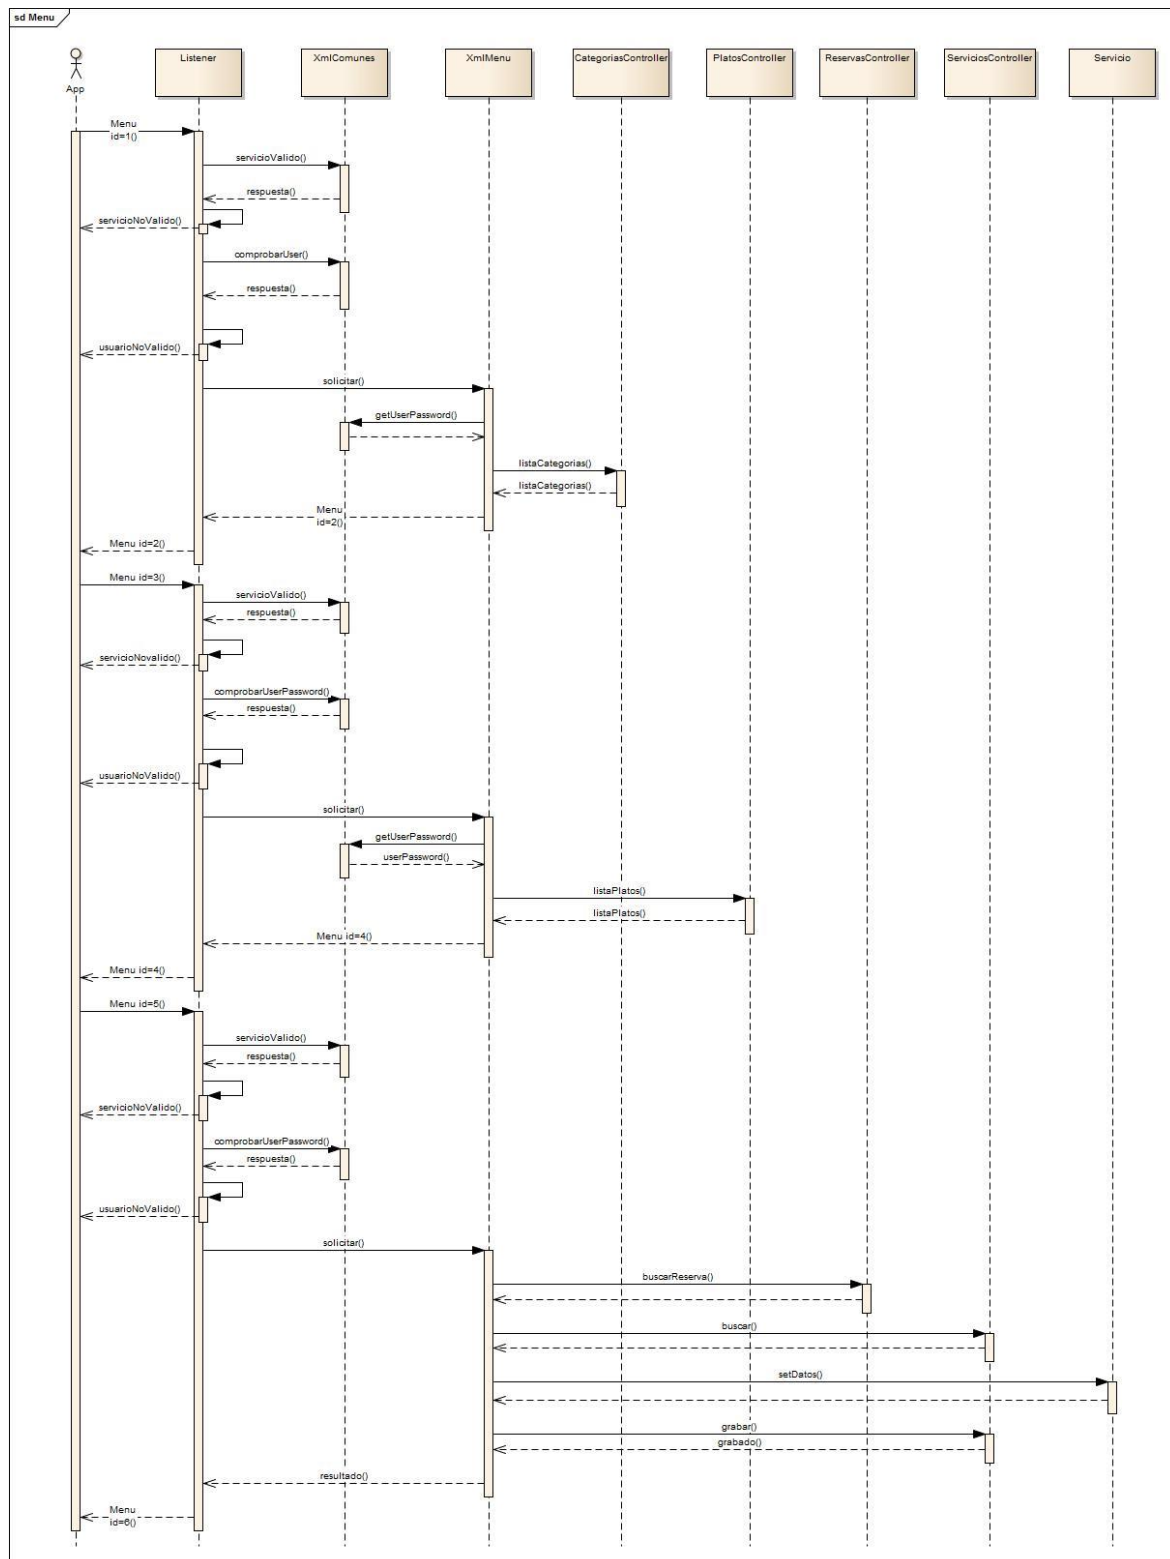 sd Menu
App
Listener
XmlComunes
XmlMenu
CategoriasController
PlatosController
ReservasController
ServiciosController
Servicio
Menu
id=1()
servicioValido()
respuesta()
servicioNoValido()
comprobarUser()
respuesta()
usuarioNoValido()
solicitar()
getUserPassword()
listaCategorias()
listaCategorias()
Menu
id=2()
Menu id=2()
Menu id=3()
servicioValido()
respuesta()
servicioNovalido()
comprobarUserPassword()
respuesta()
usuarioNoValido()
solicitar()
getUserPassword()
userPassword()
listaPlatos()
listaPlatos()
Menu id=4()
Menu id=4()
Menu id=5()
servicioValido()
respuesta()
servicioNoValido()
comprobarUserPassword()
respuesta()
usuarioNoValido()
solicitar()
buscarReserva()
buscar()
setDatos()
grabar()
grabado()
resultado()
Menu
id=6()